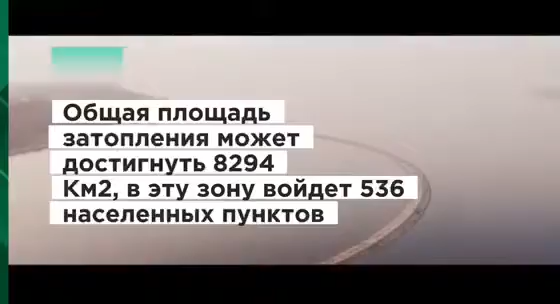 Общая площадь
затопления может
достигнуть 8294
Км2, в эту зону войдет 536
населенных пунктов